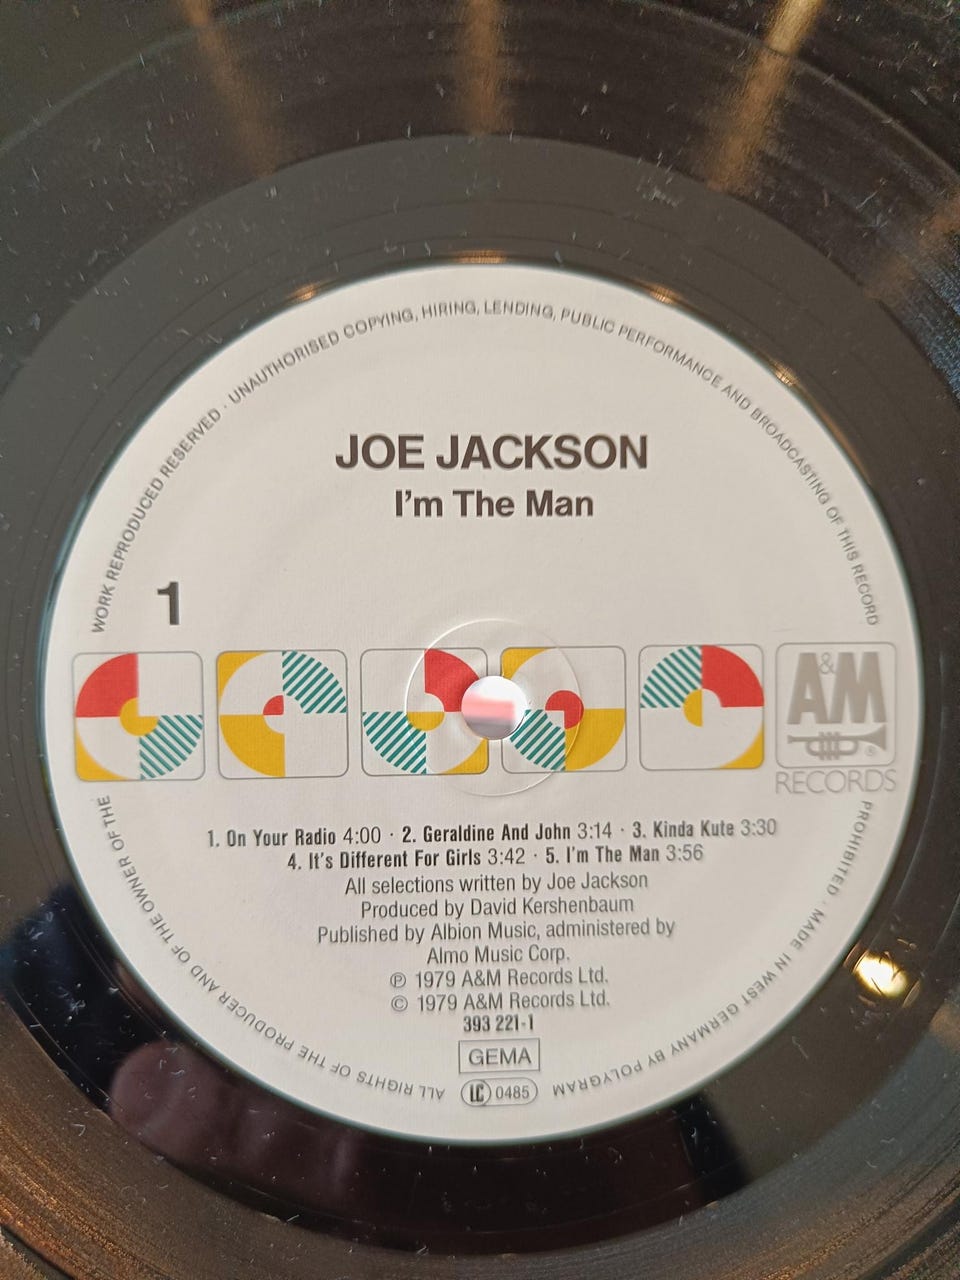 WORK REPRODUCED RESERVED · UNAUTHORISED COPYING, HIRING, LENDING, PUBLIC PERFORMANCE AND BROADCASTING OF THIS RECORD
JOE JACKSON
I'm The Man
1
A&M
®
RECORDS
1. On Your Radio 4:00 · 2. Geraldine And John 3:14 · 3. Kinda Kute 3:30
4. It's Different For Girls 3:42 · 5. I'm The Man 3:56
All selections written by Joe Jackson
Produced by David Kershenbaum
Published by Albion Music, administered by
Almo Music Corp.
℗ 1979 A&M Records Ltd.
© 1979 A&M Records Ltd.
393 221-1
GEMA
LC 0485
PROHIBITED · MADE IN WEST GERMANY BY POLYGRAM
ALL RIGHTS OF THE PRODUCER AND OF THE OWNER OF THE